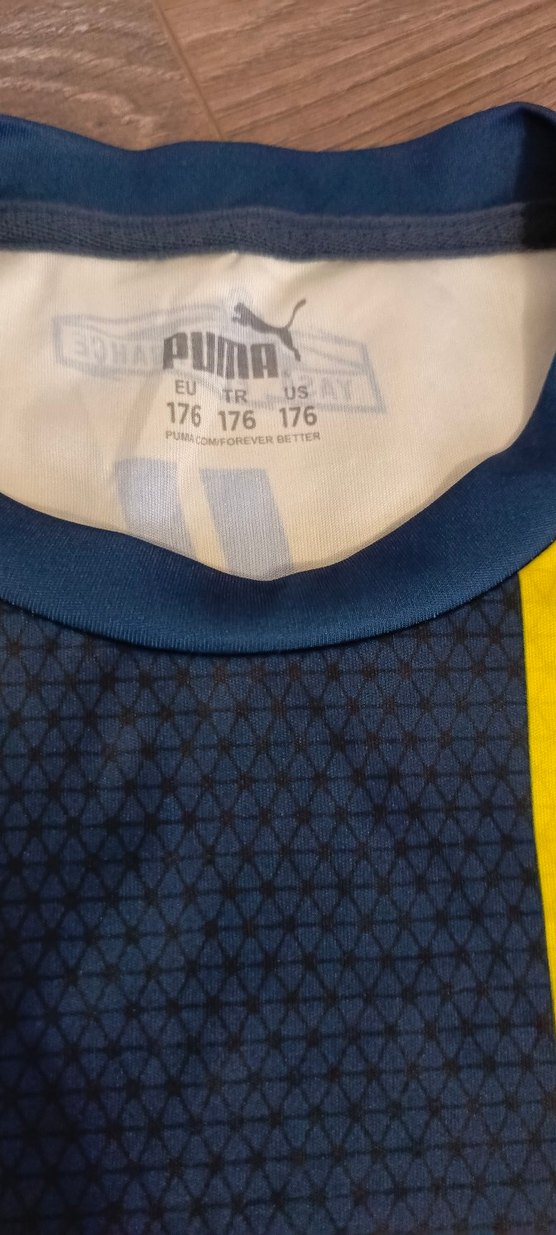 PUMA
EU TR US
176 176 176
PUMA.COM/FOREVER BETTER